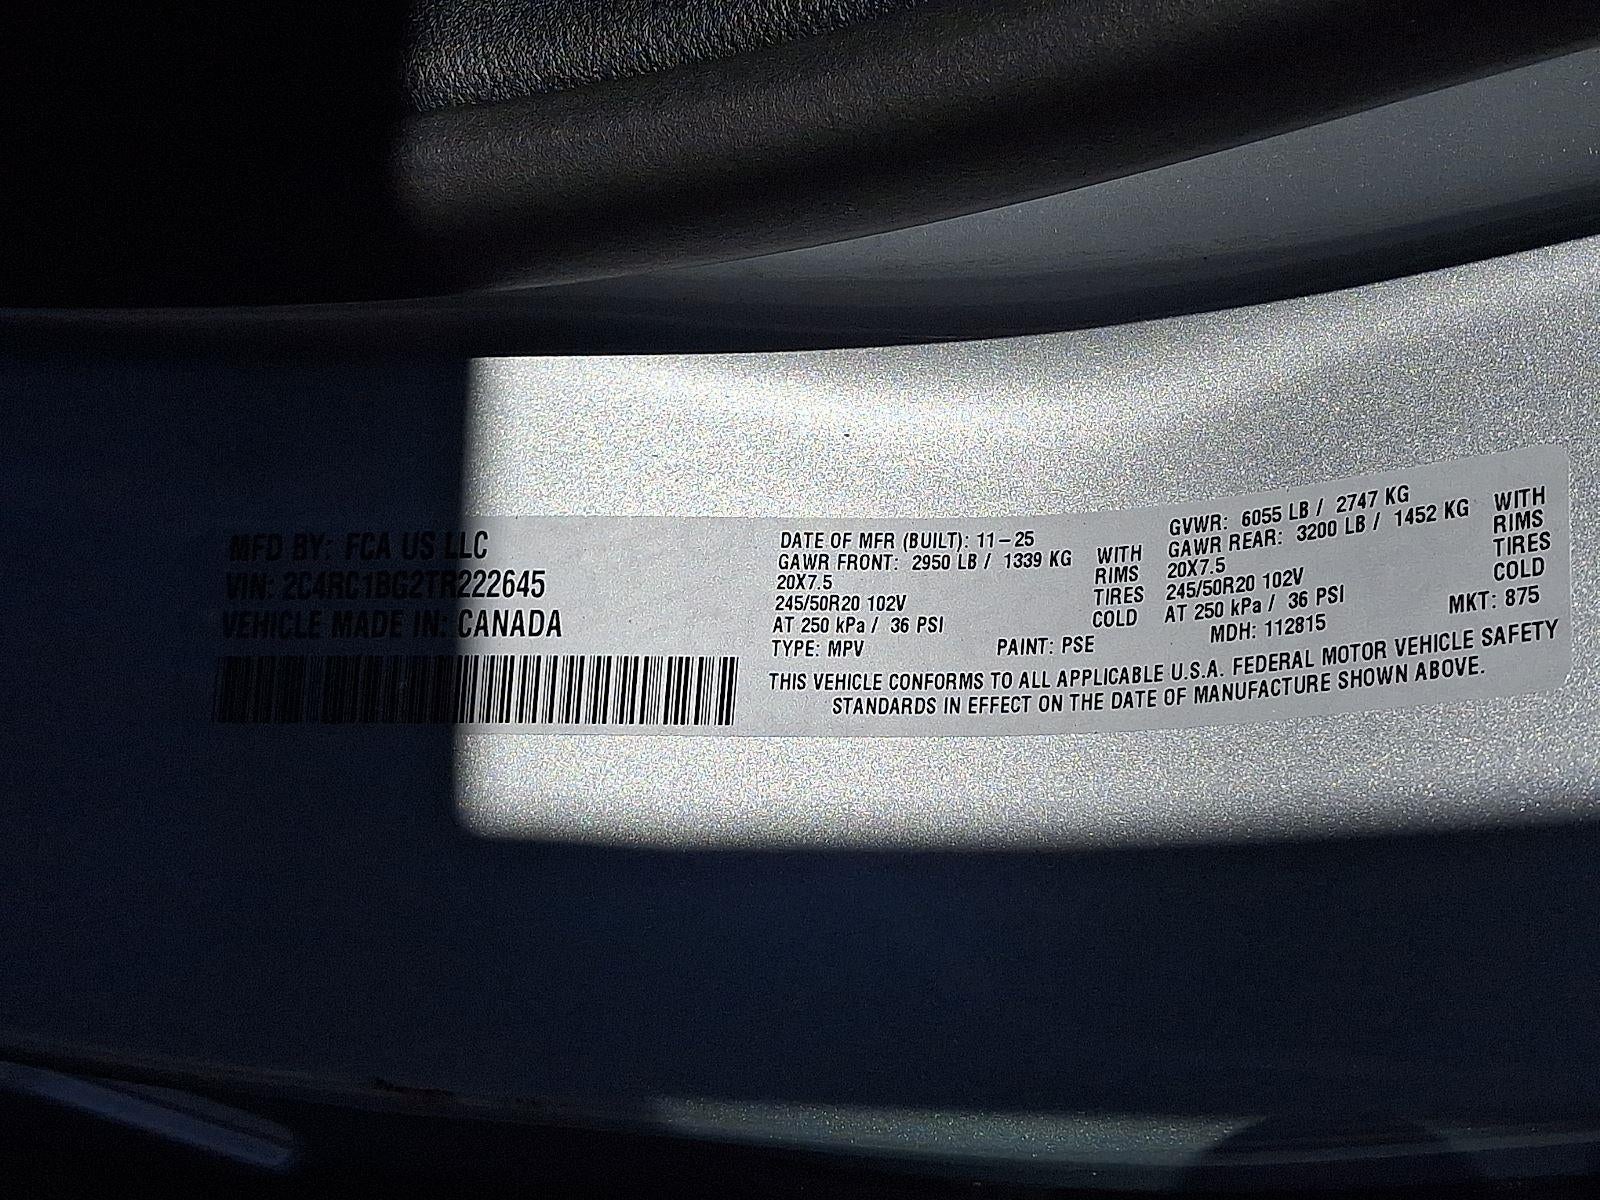 MFD BY: FCA US LLC
VIN: 2C4RC1BG2TR222645
VEHICLE MADE IN: CANADA
DATE OF MFR (BUILT): 11-25
GAWR FRONT: 2950 LB / 1339 KG WITH
20X7.5 RIMS
245/50R20 102V TIRES
AT 250 kPa / 36 PSI COLD
TYPE: MPV PAINT: PSE
GVWR: 6055 LB / 2747 KG
GAWR REAR: 3200 LB / 1452 KG WITH
20X7.5 RIMS
245/50R20 102V TIRES
AT 250 kPa / 36 PSI COLD
MDH: 112815 MKT: 875
THIS VEHICLE CONFORMS TO ALL APPLICABLE U.S.A. FEDERAL MOTOR VEHICLE SAFETY
STANDARDS IN EFFECT ON THE DATE OF MANUFACTURE SHOWN ABOVE.